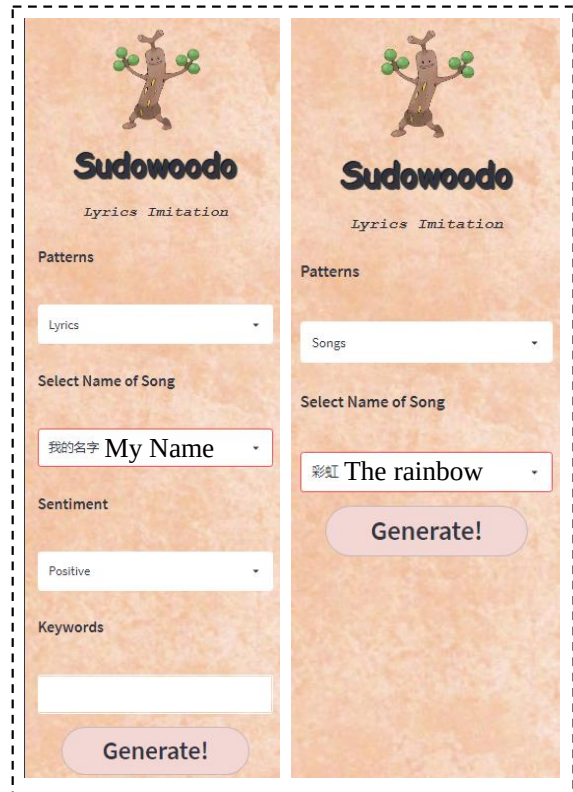 Sudowoodo
Lyrics Imitation
Patterns
Lyrics
Select Name of Song
我的名字 My Name
Sentiment
Positive
Keywords
Generate!
Sudowoodo
Lyrics Imitation
Patterns
Songs
Select Name of Song
彩虹 The rainbow
Generate!